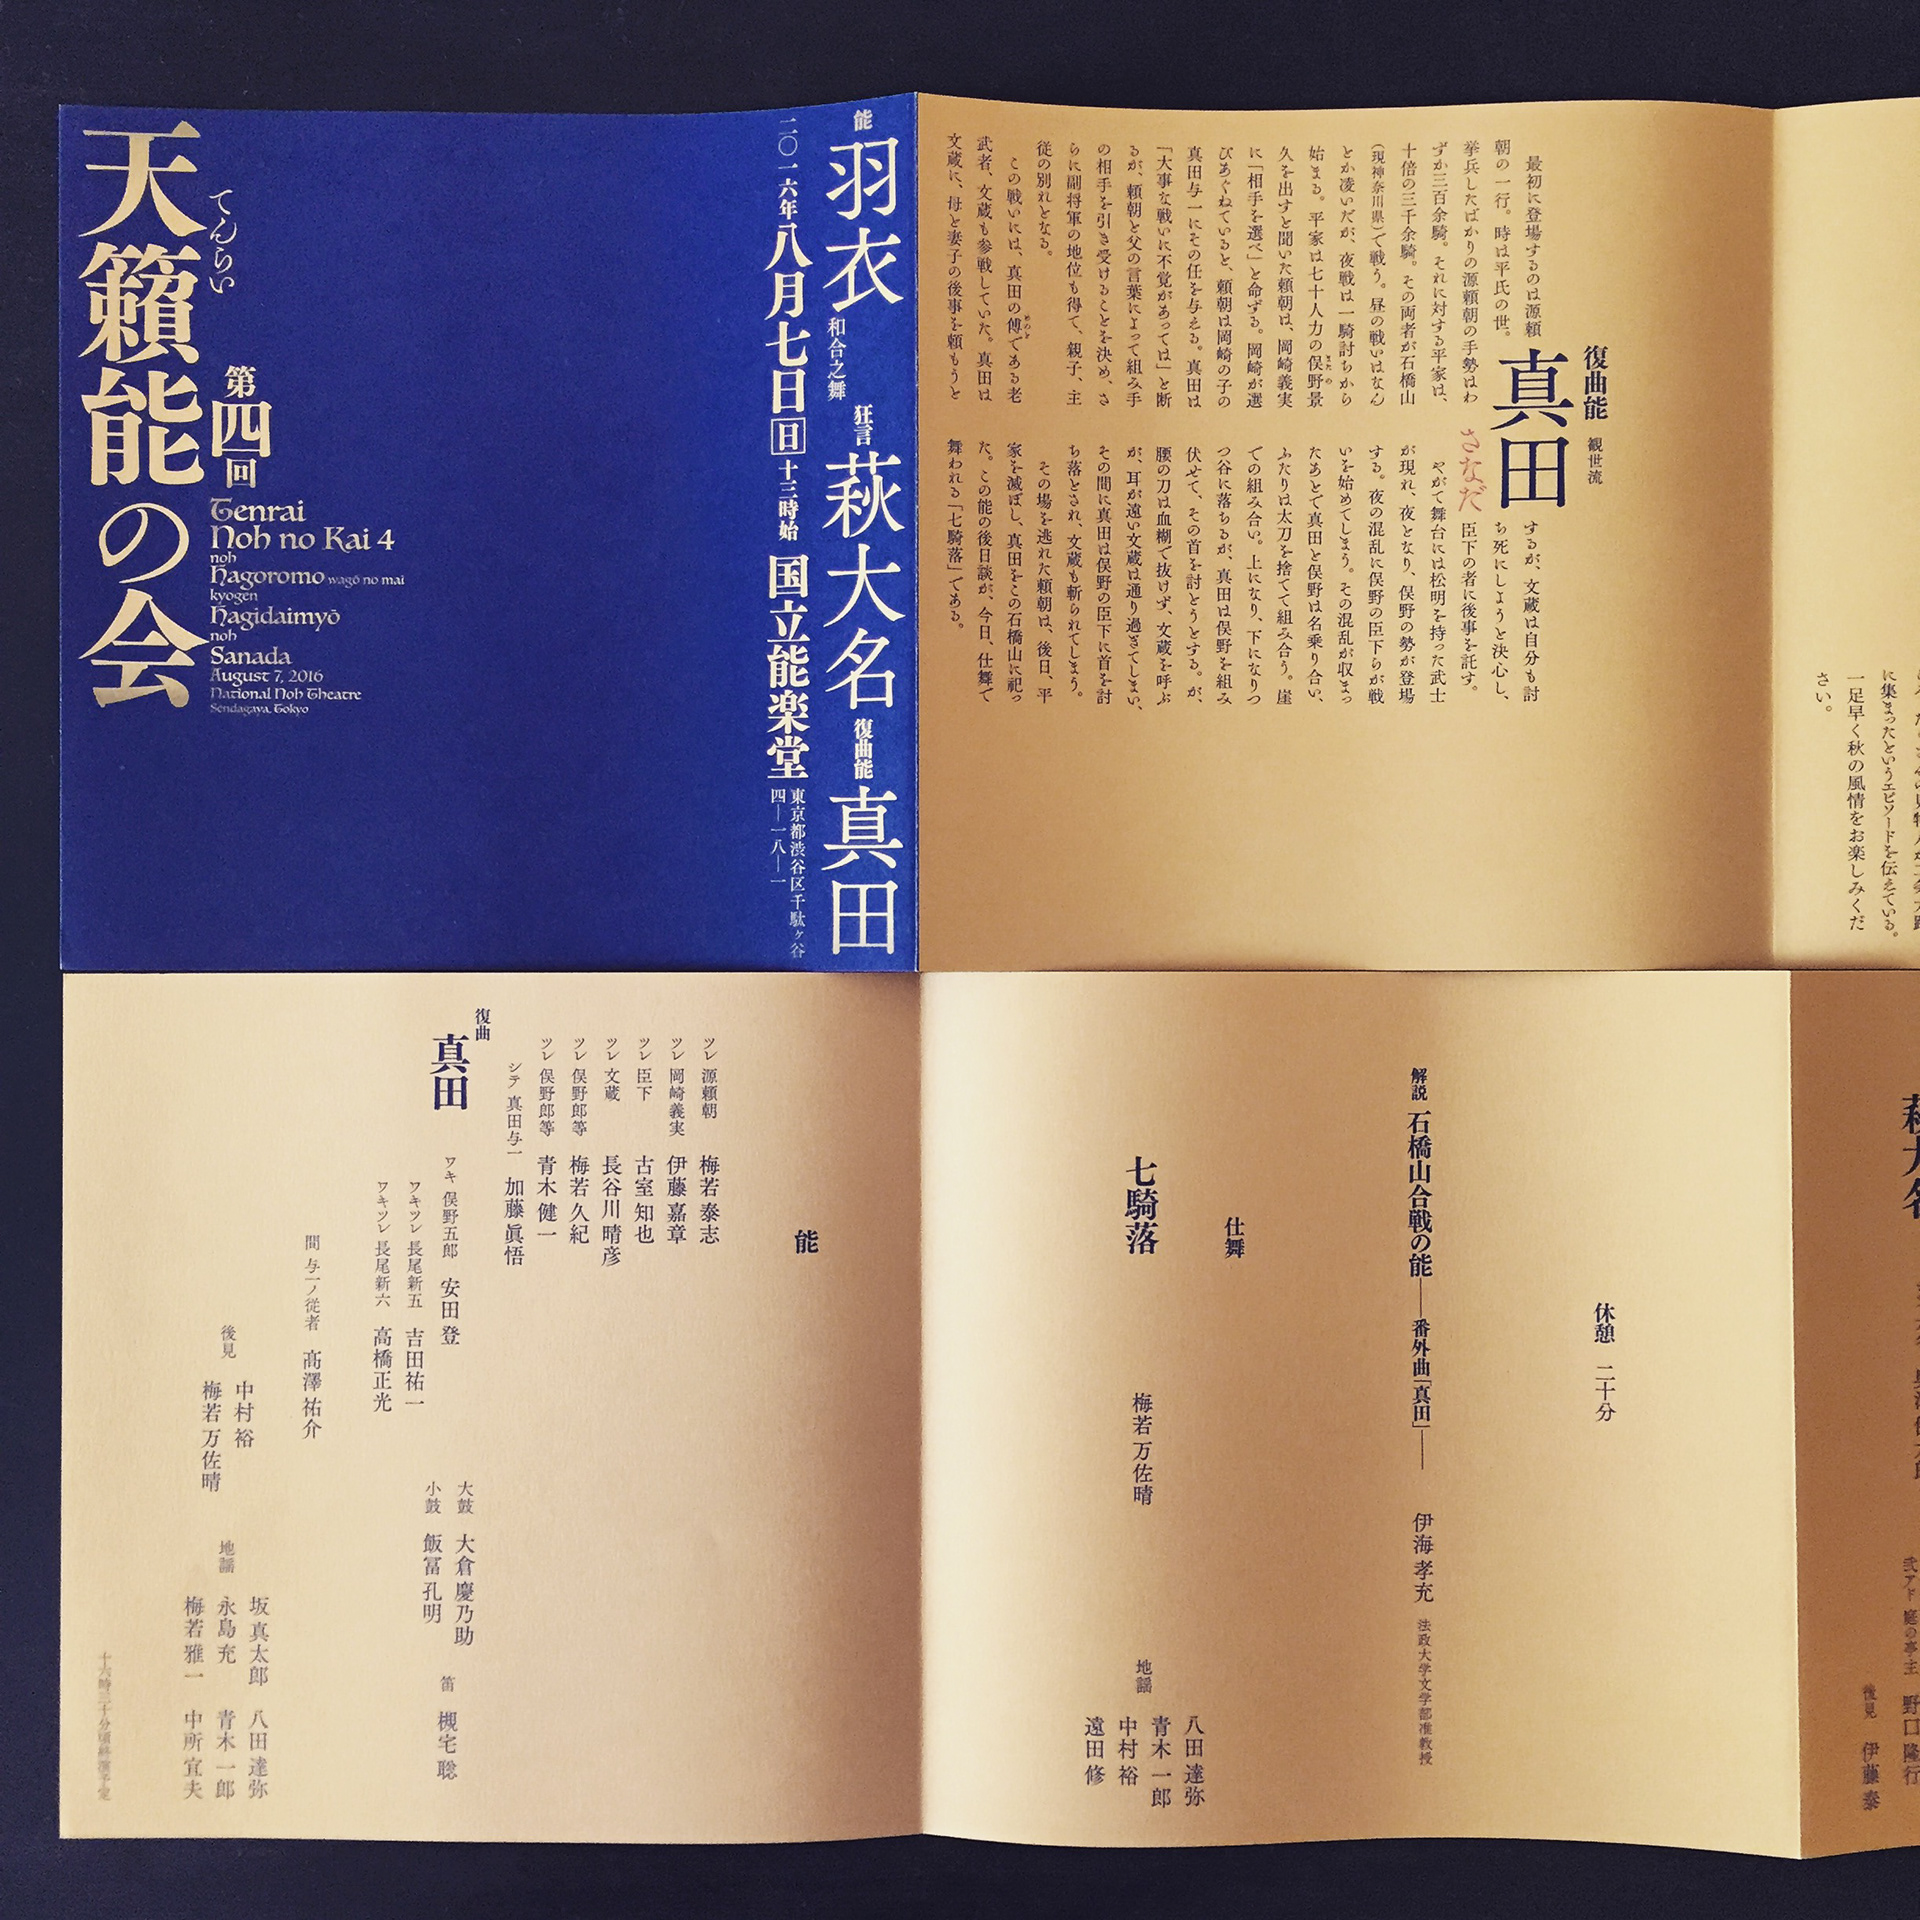 天籟能の会
てんらい
第四回
Tenrai
Noh no Kai 4
noh
Hagoromo wagō no mai
kyogen
Hagidaimyō
noh
Sanada
August 7, 2016
National Noh Theatre
Sendagaya, Tokyo
能 羽衣 和合之舞 狂言 萩大名 復曲能 真田
二〇一六年八月七日日十三時始 国立能楽堂 東京都渋谷区千駄ヶ谷
四―一八―一
復曲能 観世流
真田
さなだ
最初に登場するのは源頼
朝の一行。時は平氏の世。
挙兵したばかりの源頼朝の手勢はわ
ずか三百余騎。それに対する平家は、
十倍の三千余騎。その両者が石橋山
(現神奈川県)で戦う。昼の戦いはなん
とか凌いだが、夜戦は一騎討ちから
始まる。平家は七十人力の俣野景
またの
久を出すと聞いた頼朝は、岡崎義実
に「相手を選べ」と命ずる。岡崎が選
びあぐねていると、頼朝は岡崎の子の
真田与一にその任を与える。真田は
「大事な戦いに不覚があっては」と断
るが、頼朝と父の言葉によって組み手
の相手を引き受けることを決め、さ
らに副将軍の地位も得て、親子、主
従の別れとなる。
この戦いには、真田の傅である老
めのと
武者、文蔵も参戦していた。真田は
文蔵に、母と妻子の後事を頼もうと
するが、文蔵は自分も討
ち死にしようと決心し、
臣下の者に後事を託す。
やがて舞台には松明を持った武士
が現れ、夜となり、俣野の勢が登場
する。夜の混乱に俣野の臣下らが戦
いを始めてしまう。その混乱が収まっ
たあとで真田と俣野は名乗り合い、
ふたりは太刀を捨てて組み合う。崖
での組み合い。上になり、下になりつ
つ谷に落ちるが、真田は俣野を組み
伏せて、その首を討とうとする。が、
腰の刀は血糊で抜けず、文蔵を呼ぶ
が、耳が遠い文蔵は通り過ぎてしまい、
その間に真田は俣野の臣下に首を討
ち落とされ、文蔵も斬られてしまう。
その場を逃れた頼朝は、後日、平
家を滅ぼし、真田をこの石橋山に祀っ
た。この能の後日談が、今日、仕舞で
舞われる「七騎落」である。
に集まったというエピソードを伝えている。
一足早く秋の風情をお楽しみくだ
さい。
休憩 二十分
解説 石橋山合戦の能――番外曲「真田」―― 伊海孝充 法政大学文学部准教授
仕舞
七騎落 梅若万佐晴
地謡
八田達弥
青木一郎
中村裕
遠田修
能
ツレ 源頼朝 梅若泰志
ツレ 岡崎義実 伊藤嘉章
ツレ 臣下 古室知也
ツレ 文蔵 長谷川晴彦
ツレ 俣野郎等 梅若久紀
ツレ 俣野郎等 青木健一
シテ 真田与一 加藤眞悟
復曲
真田
ワキ 俣野五郎 安田登
ワキツレ 長尾新五 吉田祐一
ワキツレ 長尾新六 高橋正光
間 与一ノ従者 高澤祐介
大鼓 大倉慶乃助
小鼓 飯冨孔明
笛 槻宅聡
後見
中村裕
梅若万佐晴
地謡
坂真太郎 八田達弥
永島充 青木一郎
梅若雅一 中所宜夫
十六時三十分頃終演予定
弐アド 庭の亭主 野口隆行
後見 伊藤泰